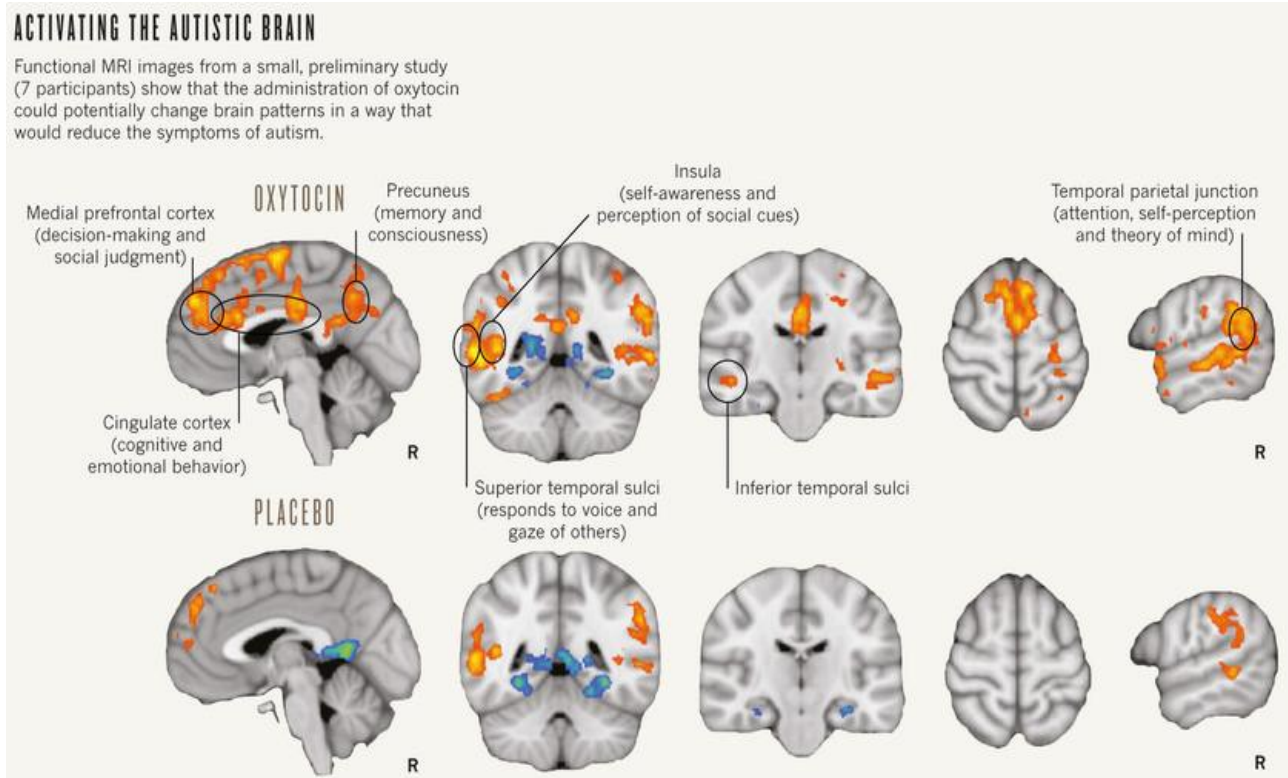 ACTIVATING THE AUTISTIC BRAIN
Functional MRI images from a small, preliminary study
(7 participants) show that the administration of oxytocin
could potentially change brain patterns in a way that
would reduce the symptoms of autism.
OXYTOCIN
Medial prefrontal cortex
(decision-making and
social judgment)
Precuneus
(memory and
consciousness)
Insula
(self-awareness and
perception of social cues)
Temporal parietal junction
(attention, self-perception
and theory of mind)
Cingulate cortex
(cognitive and
emotional behavior)
R
Superior temporal sulci
(responds to voice and
gaze of others)
Inferior temporal sulci
R
PLACEBO
R
R